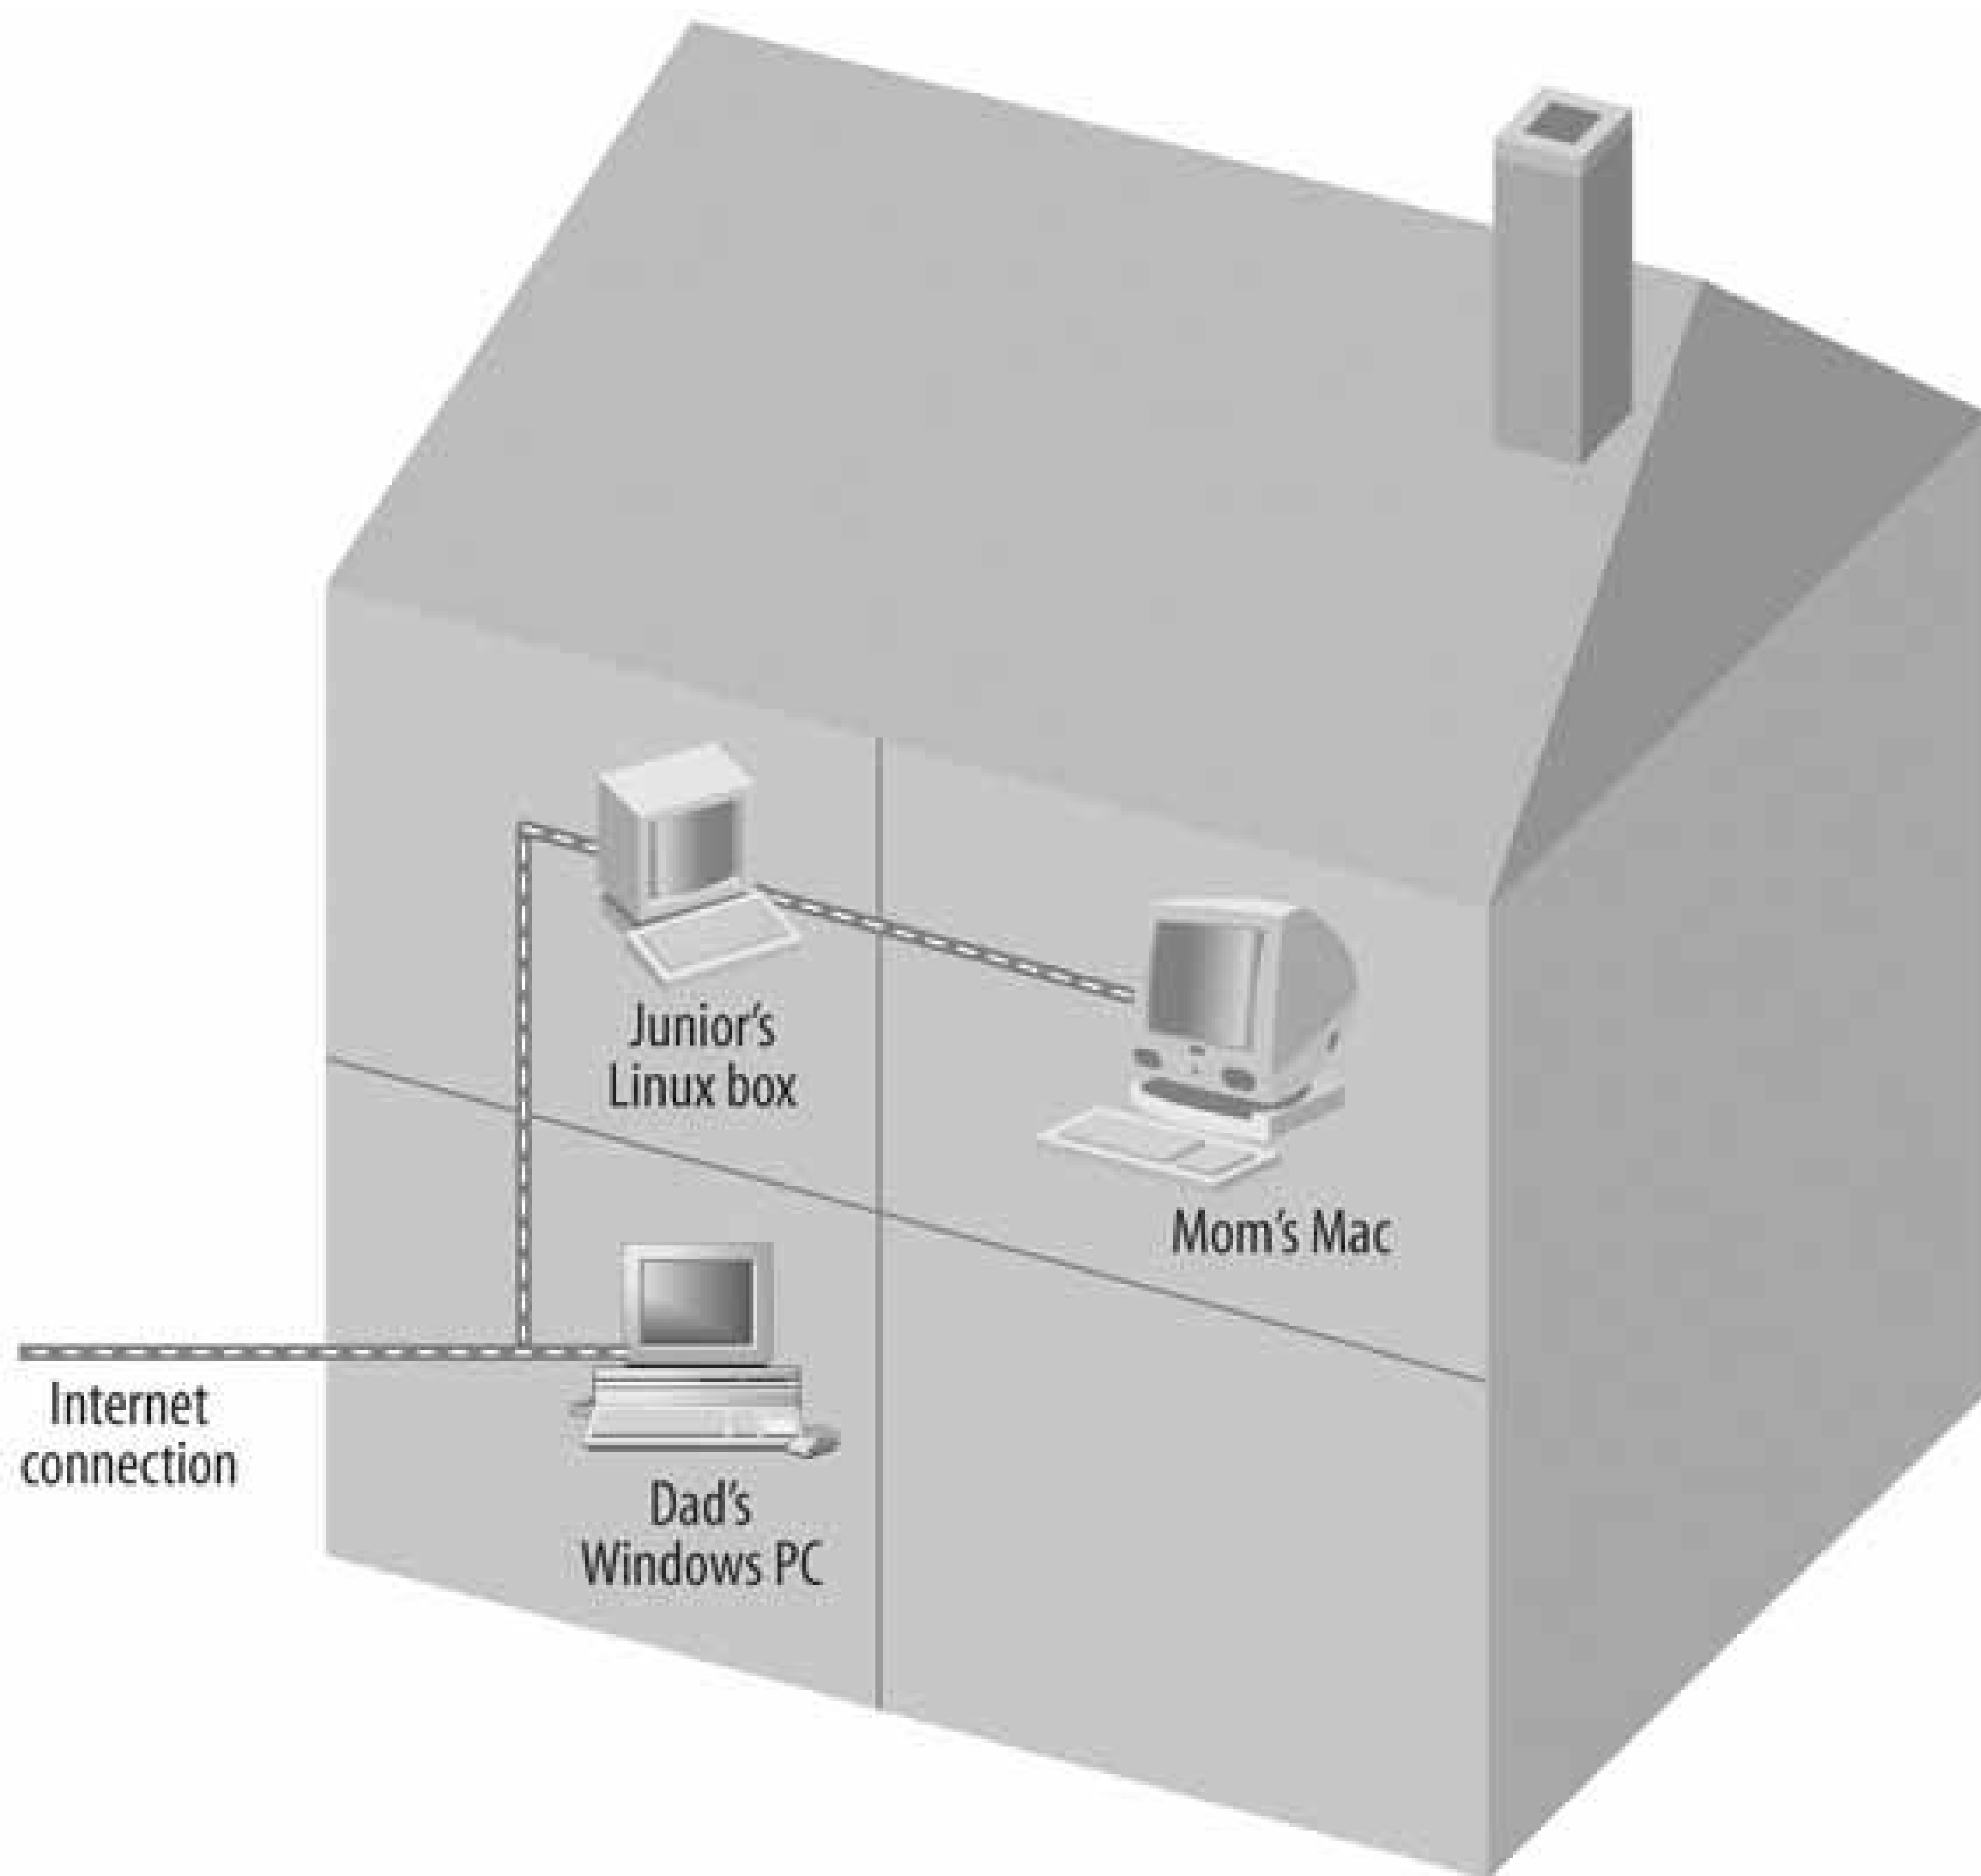 Junior's
Linux box
Mom's Mac
Internet
connection
Dad's
Windows PC